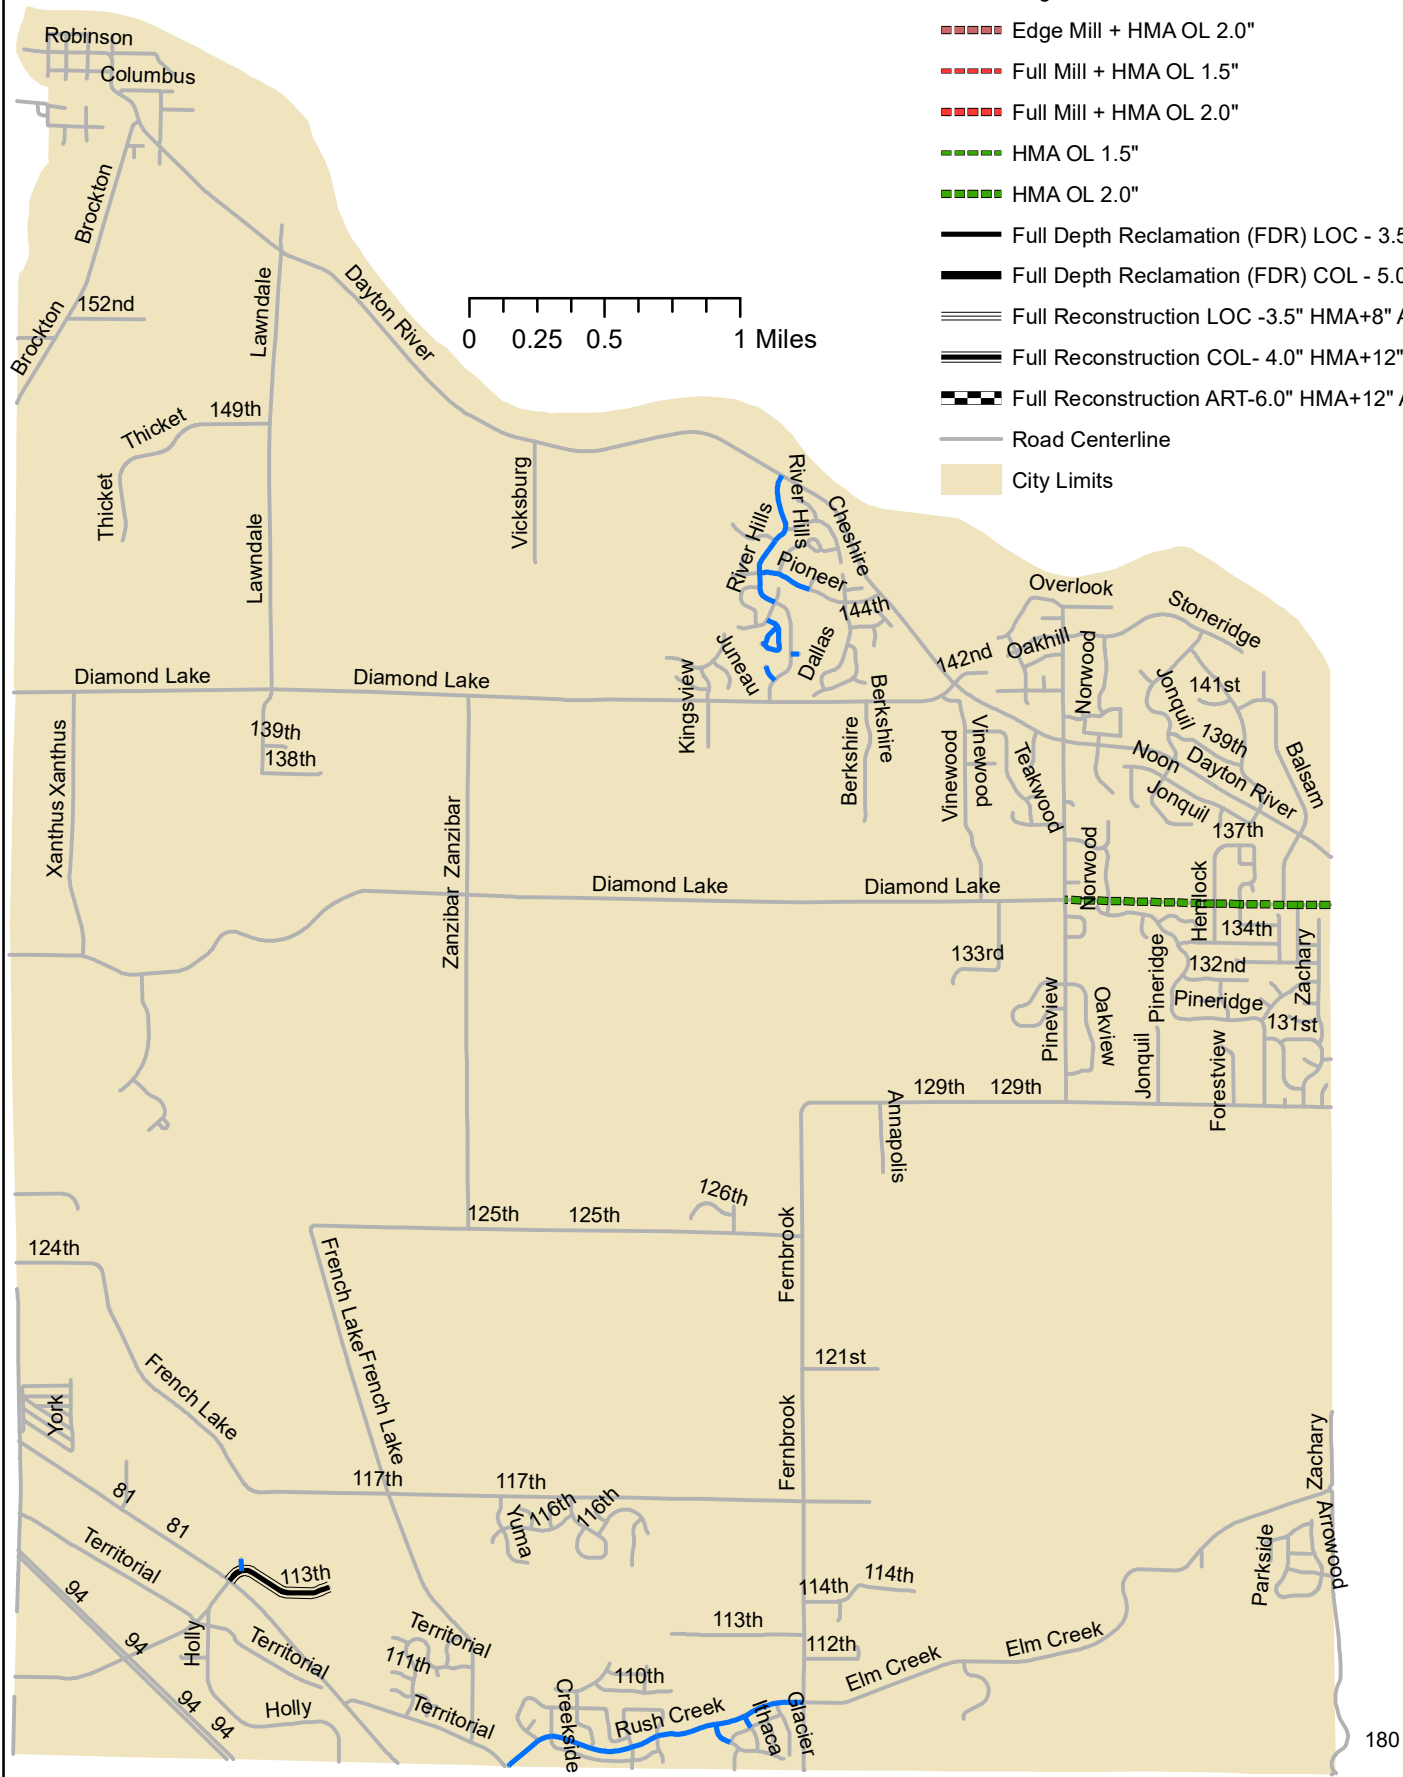 Edge Mill + HMA OL 2.0"
Full Mill + HMA OL 1.5"
Full Mill + HMA OL 2.0"
HMA OL 1.5"
HMA OL 2.0"
Full Depth Reclamation (FDR) LOC - 3.5
Full Depth Reclamation (FDR) COL - 5.0
Full Reconstruction LOC -3.5" HMA+8" A
Full Reconstruction COL- 4.0" HMA+12"
Full Reconstruction ART-6.0" HMA+12" A
Road Centerline
City Limits
0 0.25 0.5 1 Miles
Robinson
Columbus
Brockton
Brockton
152nd
Lawndale
Dayton River
149th
Thicket
Thicket
Lawndale
Vicksburg
River Hills
River Hills
Cheshire
Pioneer
144th
Dallas
Juneau
Kingsview
Overlook
Stoneridge
Oakhill
142nd
Norwood
Jonquil
141st
139th
Diamond Lake
Diamond Lake
Berkshire
Berkshire
Vinewood
Vinewood
Teakwood
Noon
Dayton River
Balsam
Jonquil
137th
139th
138th
Xanthus
Xanthus
Zanzibar
Zanzibar
Diamond Lake
Diamond Lake
Norwood
Hemlock
134th
133rd
132nd
Pineridge
Pineridge
Zachary
131st
Pineview
Oakview
Jonquil
Forestview
129th
129th
Annapolis
126th
125th
125th
124th
Fernbrook
French Lake
French Lake
French Lake
121st
Fernbrook
York
117th
117th
116th
116th
Yuma
Zachary
Arrowood
Parkside
81
81
Territorial
113th
94
94
Holly
Territorial
Territorial
111th
114th
114th
113th
112th
Elm Creek
Elm Creek
110th
Rush Creek
Creekside
Ithaca
Glacier
Territorial
Holly
94
94
180